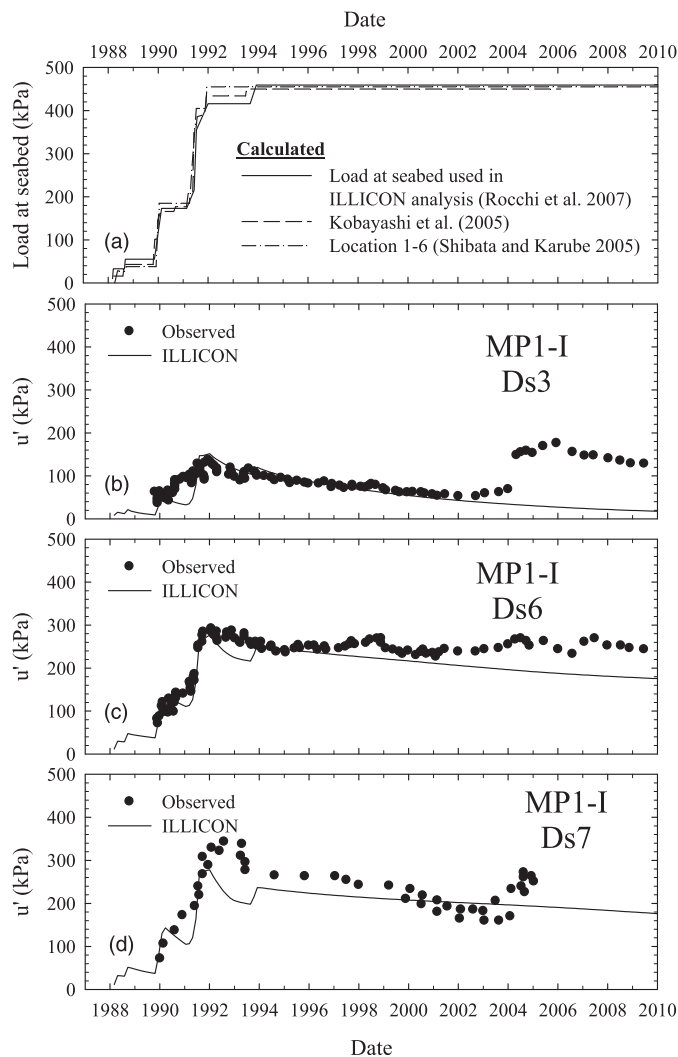 Date
1988 1990 1992 1994 1996 1998 2000 2002 2004 2006 2008 2010
Load at seabed (kPa)
500
400
300
200
100
0
Calculated
Load at seabed used in
ILLICON analysis (Rocchi et al. 2007)
Kobayashi et al. (2005)
Location 1-6 (Shibata and Karube 2005)
(a)
u' (kPa)
500
400
300
200
100
0
Observed
ILLICON
MP1-I
Ds3
(b)
u' (kPa)
500
400
300
200
100
0
Observed
ILLICON
MP1-I
Ds6
(c)
u' (kPa)
500
400
300
200
100
0
Observed
ILLICON
MP1-I
Ds7
(d)
1988 1990 1992 1994 1996 1998 2000 2002 2004 2006 2008 2010
Date